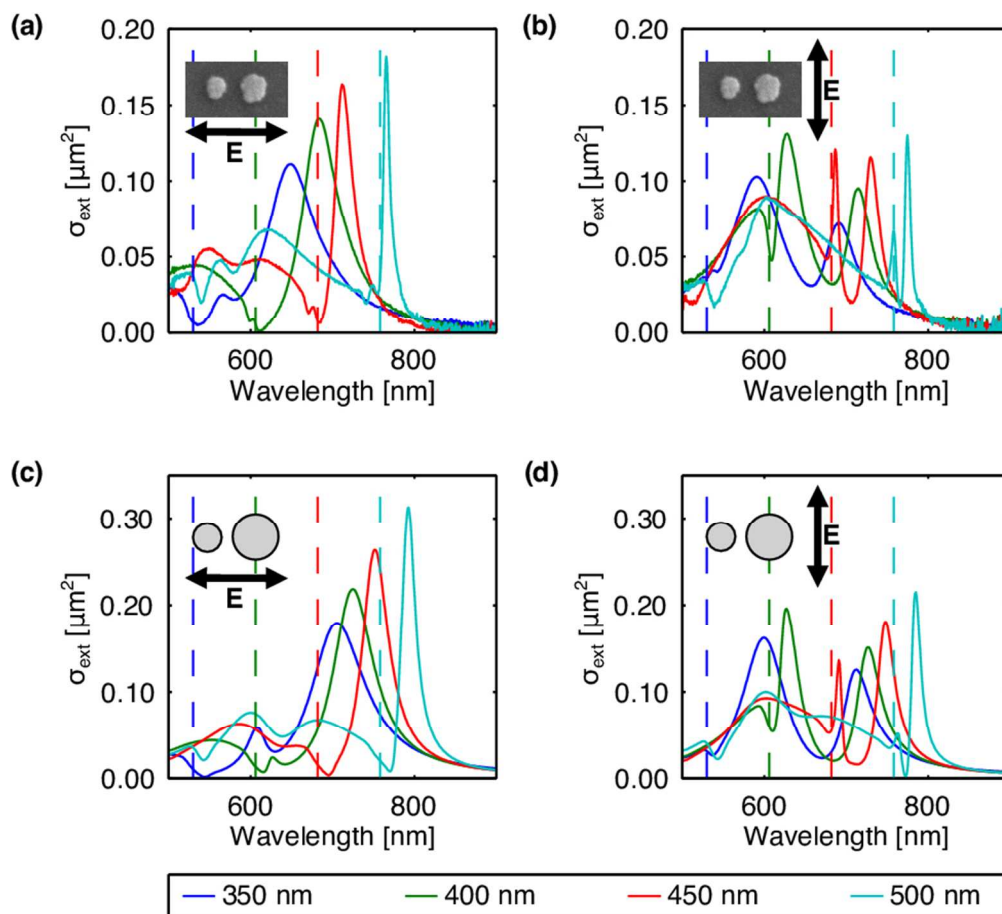 (a)
(b)
0.20
0.15
0.10
0.05
0.00
σext [µm²]
E
600
800
Wavelength [nm]
0.20
0.15
0.10
0.05
0.00
σext [µm²]
E
600
800
Wavelength [nm]
(c)
(d)
0.30
0.20
0.10
0.00
σext [µm²]
E
600
800
Wavelength [nm]
0.30
0.20
0.10
0.00
σext [µm²]
E
600
800
Wavelength [nm]
350 nm
400 nm
450 nm
500 nm